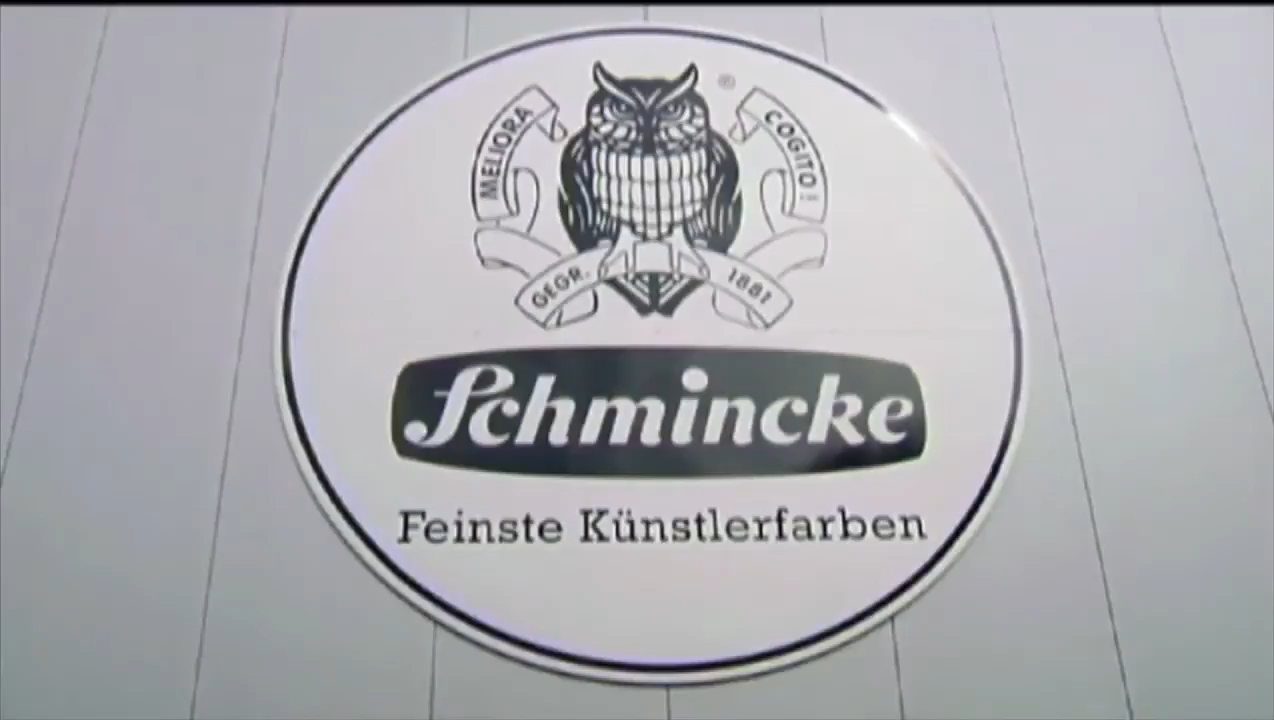 MELIORA COGITO!
®
GEGR. 1881
Schmincke
Feinste Künstlerfarben